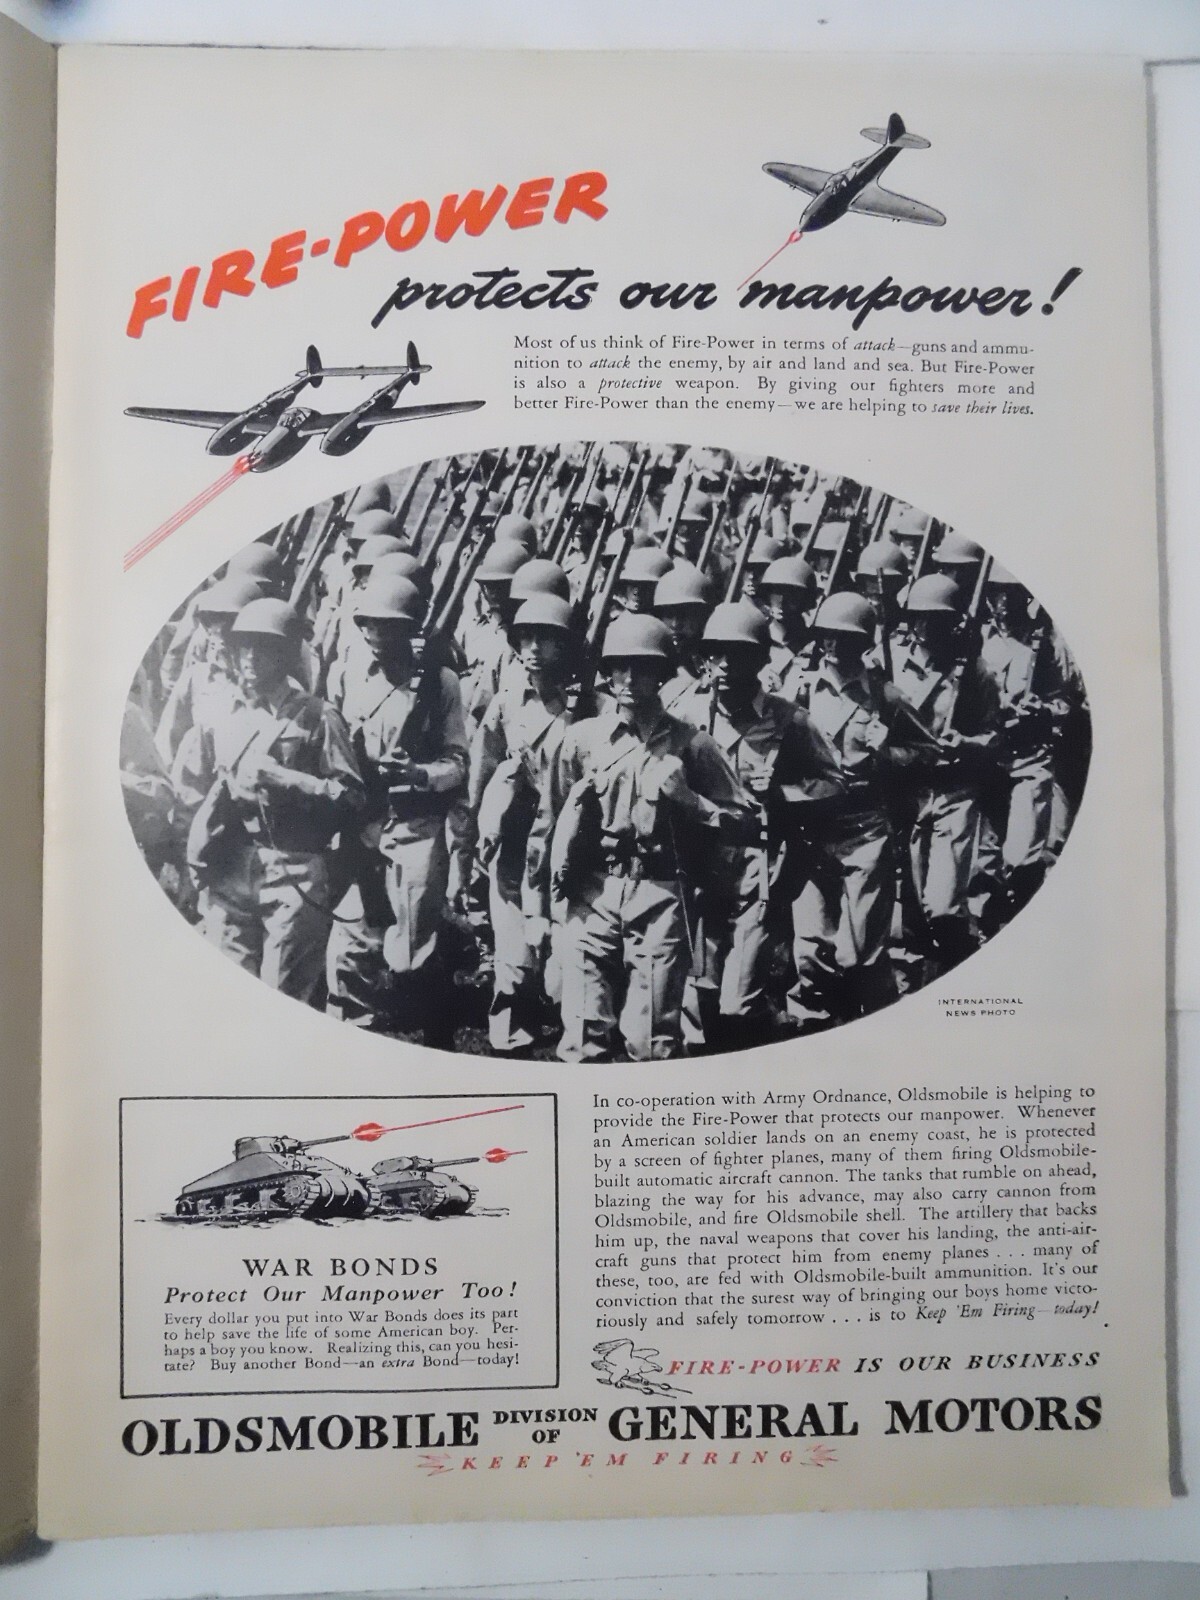 FIRE-POWER
protects our manpower!
Most of us think of Fire-Power in terms of attack—guns and ammu-
nition to attack the enemy, by air and land and sea. But Fire-Power
is also a protective weapon. By giving our fighters more and
better Fire-Power than the enemy—we are helping to save their lives.
INTERNATIONAL
NEWS PHOTO
WAR BONDS
Protect Our Manpower Too!
Every dollar you put into War Bonds does its part
to help save the life of some American boy. Per-
haps a boy you know. Realizing this, can you hesi-
tate? Buy another Bond—an extra Bond—today!
In co-operation with Army Ordnance, Oldsmobile is helping to
provide the Fire-Power that protects our manpower. Whenever
an American soldier lands on an enemy coast, he is protected
by a screen of fighter planes, many of them firing Oldsmobile-
built automatic aircraft cannon. The tanks that rumble on ahead,
blazing the way for his advance, may also carry cannon from
Oldsmobile, and fire Oldsmobile shell. The artillery that backs
him up, the naval weapons that cover his landing, the anti-air-
craft guns that protect him from enemy planes . . . many of
these, too, are fed with Oldsmobile-built ammunition. It's our
conviction that the surest way of bringing our boys home victo-
riously and safely tomorrow . . . is to Keep 'Em Firing—today!
FIRE-POWER IS OUR BUSINESS
OLDSMOBILE DIVISION OF GENERAL MOTORS
KEEP 'EM FIRING